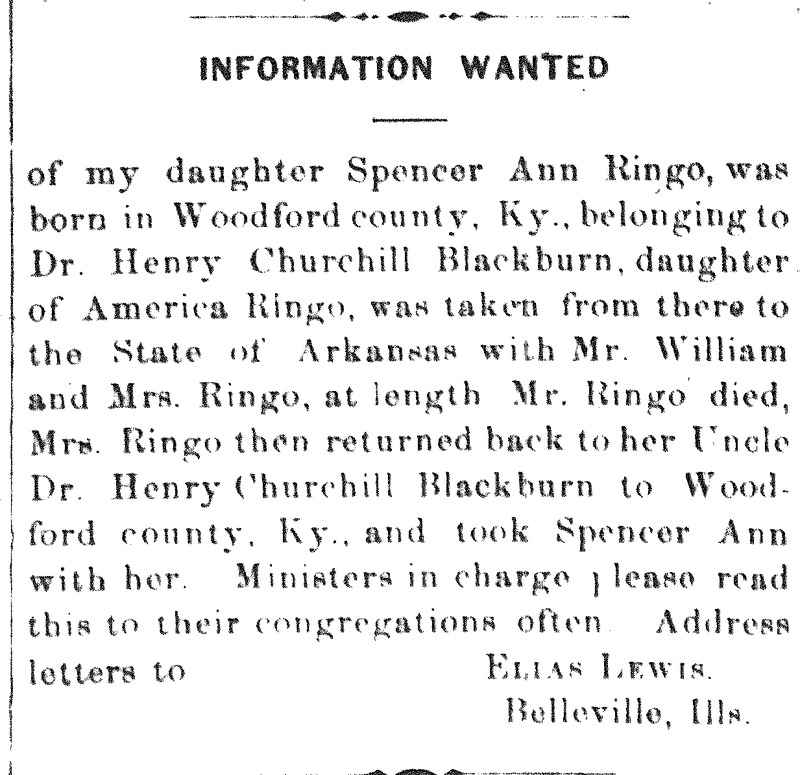 INFORMATION WANTED
of my daughter Spencer Ann Ringo, was
born in Woodford county, Ky., belonging to
Dr. Henry Churchill Blackburn, daughter
of America Ringo, was taken from there to
the State of Arkansas with Mr. William
and Mrs. Ringo, at length Mr. Ringo died,
Mrs. Ringo then returned back to her Uncle
Dr. Henry Churchill Blackburn to Wood-
ford county, Ky., and took Spencer Ann
with her. Ministers in charge please read
this to their congregations often. Address
letters to ELIAS LEWIS.
Belleville, Ills.